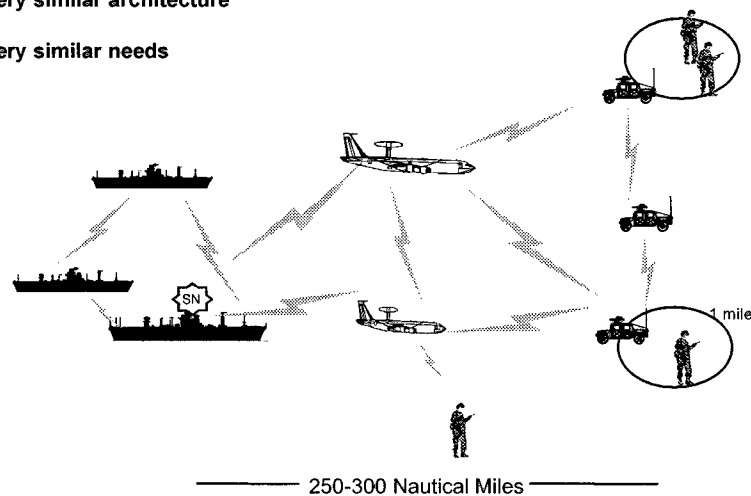 ery similar architecture
ery similar needs
SN
1 mile
250-300 Nautical Miles